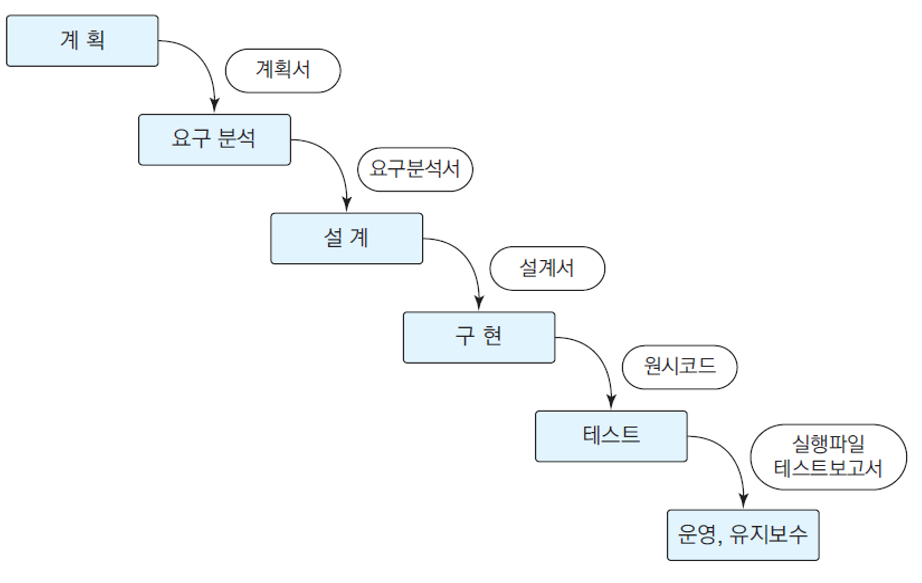 계 획
계획서
요구 분석
요구분석서
설 계
설계서
구 현
원시코드
테스트
실행파일
테스트보고서
운영, 유지보수